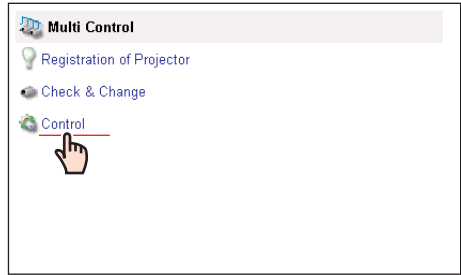 Multi Control
Registration of Projector
Check & Change
Control